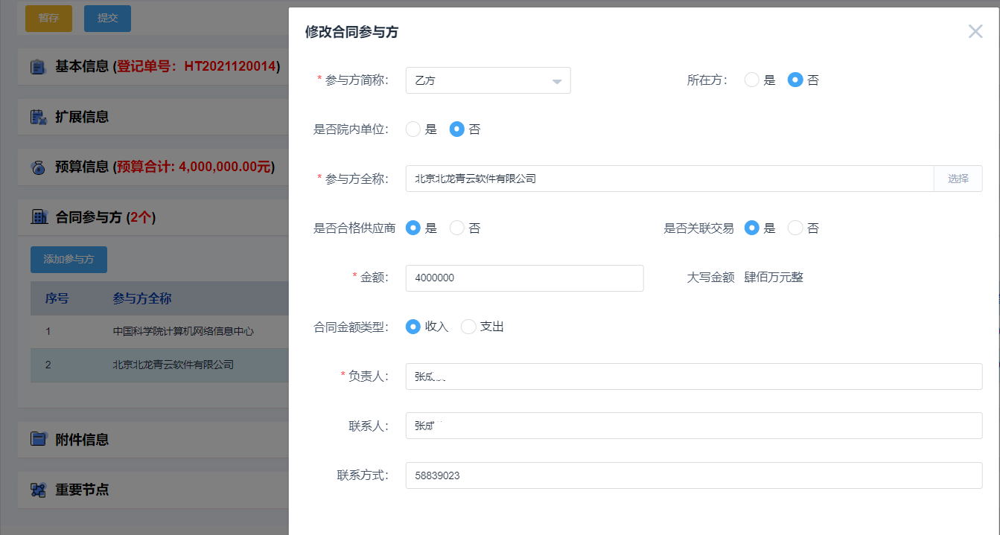 暂存 提交
基本信息 (登记单号：HT2021120014)
扩展信息
预算信息 (预算合计: 4,000,000.00元)
合同参与方 (2个)
添加参与方
序号 参与方全称
1 中国科学院计算机网络信息中心
2 北京北龙青云软件有限公司
附件信息
重要节点
修改合同参与方
* 参与方简称： 乙方 所在方： 是 否
是否院内单位： 是 否
* 参与方全称： 北京北龙青云软件有限公司 选择
是否合格供应商 是 否 是否关联交易 是 否
* 金额： 4000000 大写金额 肆佰万元整
合同金额类型： 收入 支出
* 负责人： 张成
联系人： 张成
联系方式： 58839023